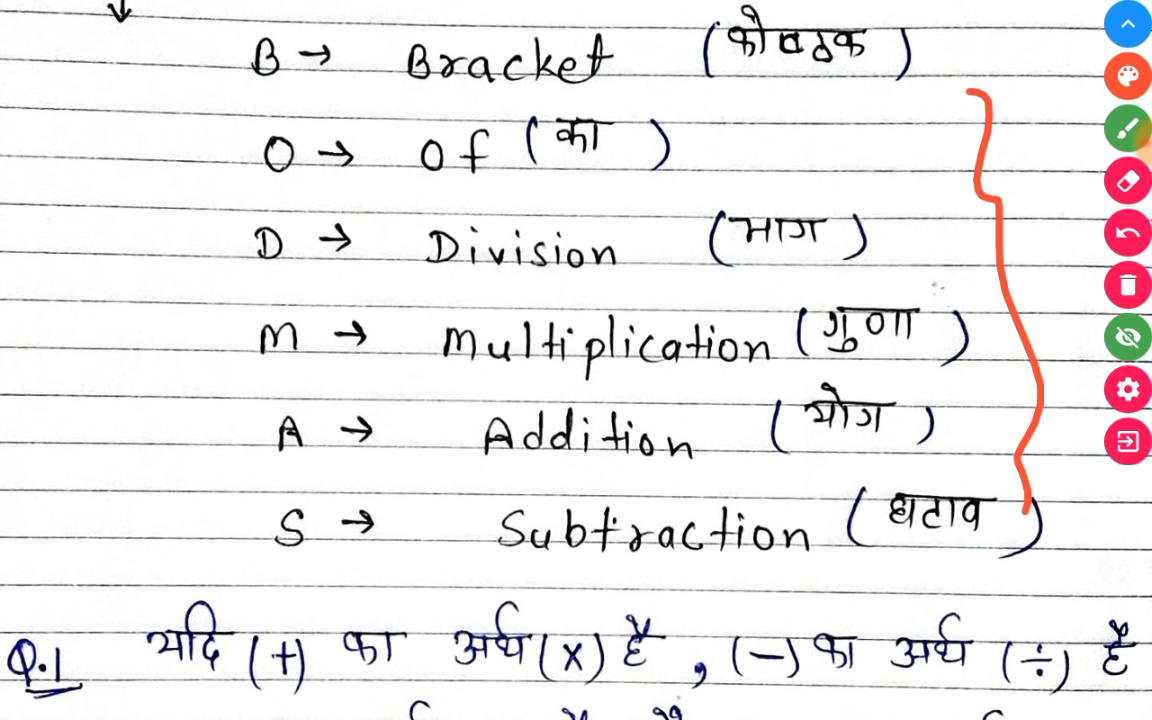 B → Bracket (कोष्ठक)
O → Of (का)
D → Division (भाग)
M → Multiplication (गुणा)
A → Addition (योग)
S → Subtraction (घटाव)
Q.1 यदि (+) का अर्थ (×) है, (−) का अर्थ (÷) है